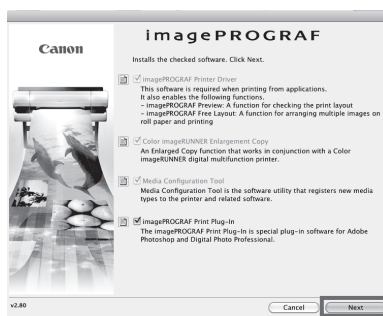 Canon
imagePROGRAF
Installs the checked software. Click Next.
imagePROGRAF Printer Driver
This software is required when printing from applications.
It also enables the following functions.
- imagePROGRAF Preview: A function for checking the print layout
- imagePROGRAF Free Layout: A function for arranging multiple images on
roll paper and printing
Color imageRUNNER Enlargement Copy
An Enlarged Copy function that works in conjunction with a Color
imageRUNNER digital multifunction printer.
Media Configuration Tool
Media Configuration Tool is the software utility that registers new media
types to the printer and related software.
imagePROGRAF Print Plug-In
The imagePROGRAF Print Plug-In is special plug-in software for Adobe
Photoshop and Digital Photo Professional.
v2.80
Cancel
Next